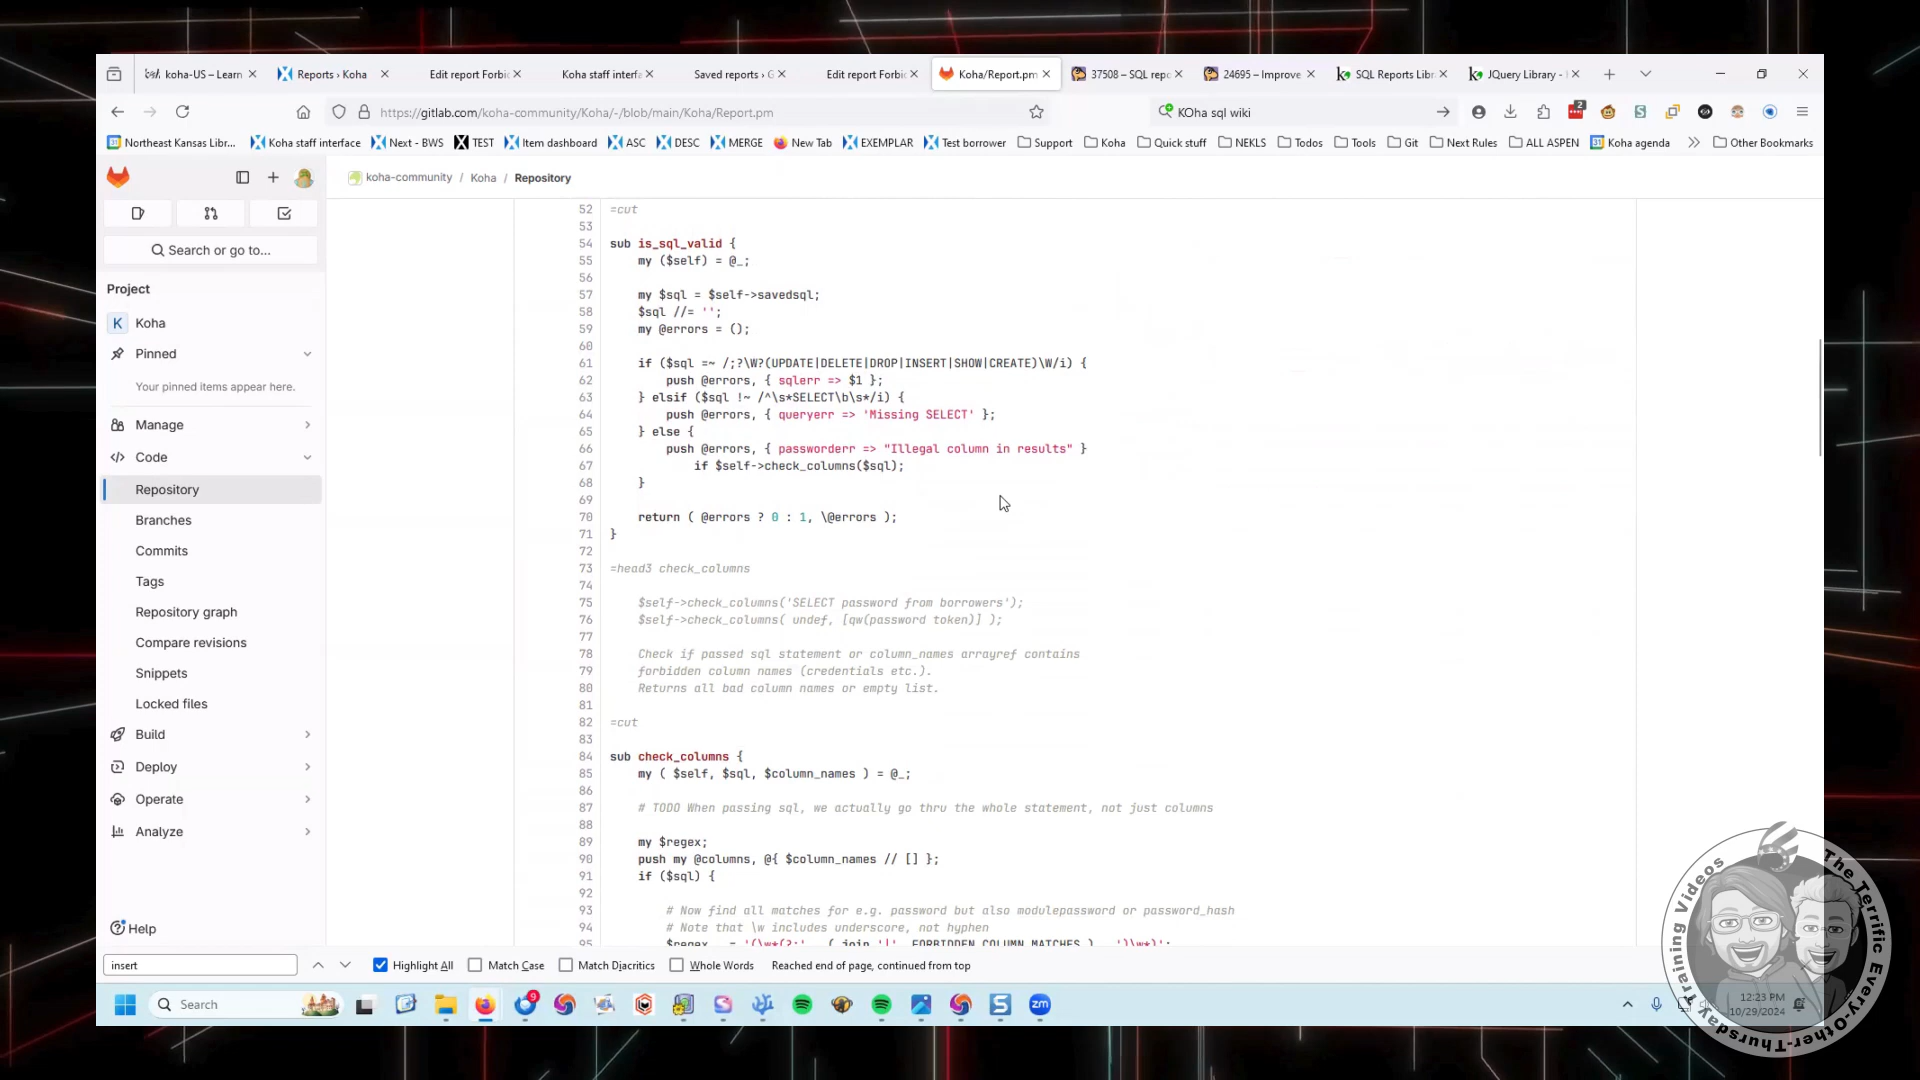 koha-US – Learn
Reports › Koha
Edit report Forbi
Koha staff interf
Saved reports ›
Edit report Forbi
Koha/Report.pm
37508 – SQL repo
24695 – Improve
SQL Reports Libr
JQuery Library -
https://gitlab.com/koha-community/Koha/-/blob/main/Koha/Report.pm
KOha sql wiki
2
Northeast Kansas Libr...
Koha staff interface
Next - BWS
TEST
Item dashboard
ASC
DESC
MERGE
New Tab
EXEMPLAR
Test borrower
Support
Koha
Quick stuff
NEKLS
Todos
Tools
Git
Next Rules
ALL ASPEN
Koha agenda
Other Bookmarks
koha-community / Koha / Repository
Search or go to...
Project
K Koha
Pinned
Your pinned items appear here.
Manage
Code
Repository
Branches
Commits
Tags
Repository graph
Compare revisions
Snippets
Locked files
Build
Deploy
Operate
Analyze
Help
52 =cut
53
54 sub is_sql_valid {
55 my ($self) = @_;
56
57 my $sql = $self->savedsql;
58 $sql //= '';
59 my @errors = ();
60
61 if ($sql =~ /;?\W?(UPDATE|DELETE|DROP|INSERT|SHOW|CREATE)\W/i) {
62 push @errors, { sqlerr => $1 };
63 } elsif ($sql !~ /^\s*SELECT\b\s*/i) {
64 push @errors, { queryerr => 'Missing SELECT' };
65 } else {
66 push @errors, { passworderr => "Illegal column in results" }
67 if $self->check_columns($sql);
68 }
69
70 return ( @errors ? 0 : 1, \@errors );
71 }
72
73 =head3 check_columns
74
75 $self->check_columns('SELECT password from borrowers');
76 $self->check_columns( undef, [qw(password token)] );
77
78 Check if passed sql statement or column_names arrayref contains
79 forbidden column names (credentials etc.).
80 Returns all bad column names or empty list.
81
82 =cut
83
84 sub check_columns {
85 my ( $self, $sql, $column_names ) = @_;
86
87 # TODO When passing sql, we actually go thru the whole statement, not just columns
88
89 my $regex;
90 push my @columns, @{ $column_names // [] };
91 if ($sql) {
92
93 # Now find all matches for e.g. password but also modulepassword or password_hash
94 # Note that \w includes underscore, not hyphen
95 $regex = '(\w*(?:' . ( join '|', FORBIDDEN_COLUMN_MATCHES ) . ')\w*)';
insert
Highlight All
Match Case
Match Diacritics
Whole Words
Reached end of page, continued from top
Search
9
zm
12:23 PM
10/29/2024
The Terrific Every-Other-Thursday Training Videos